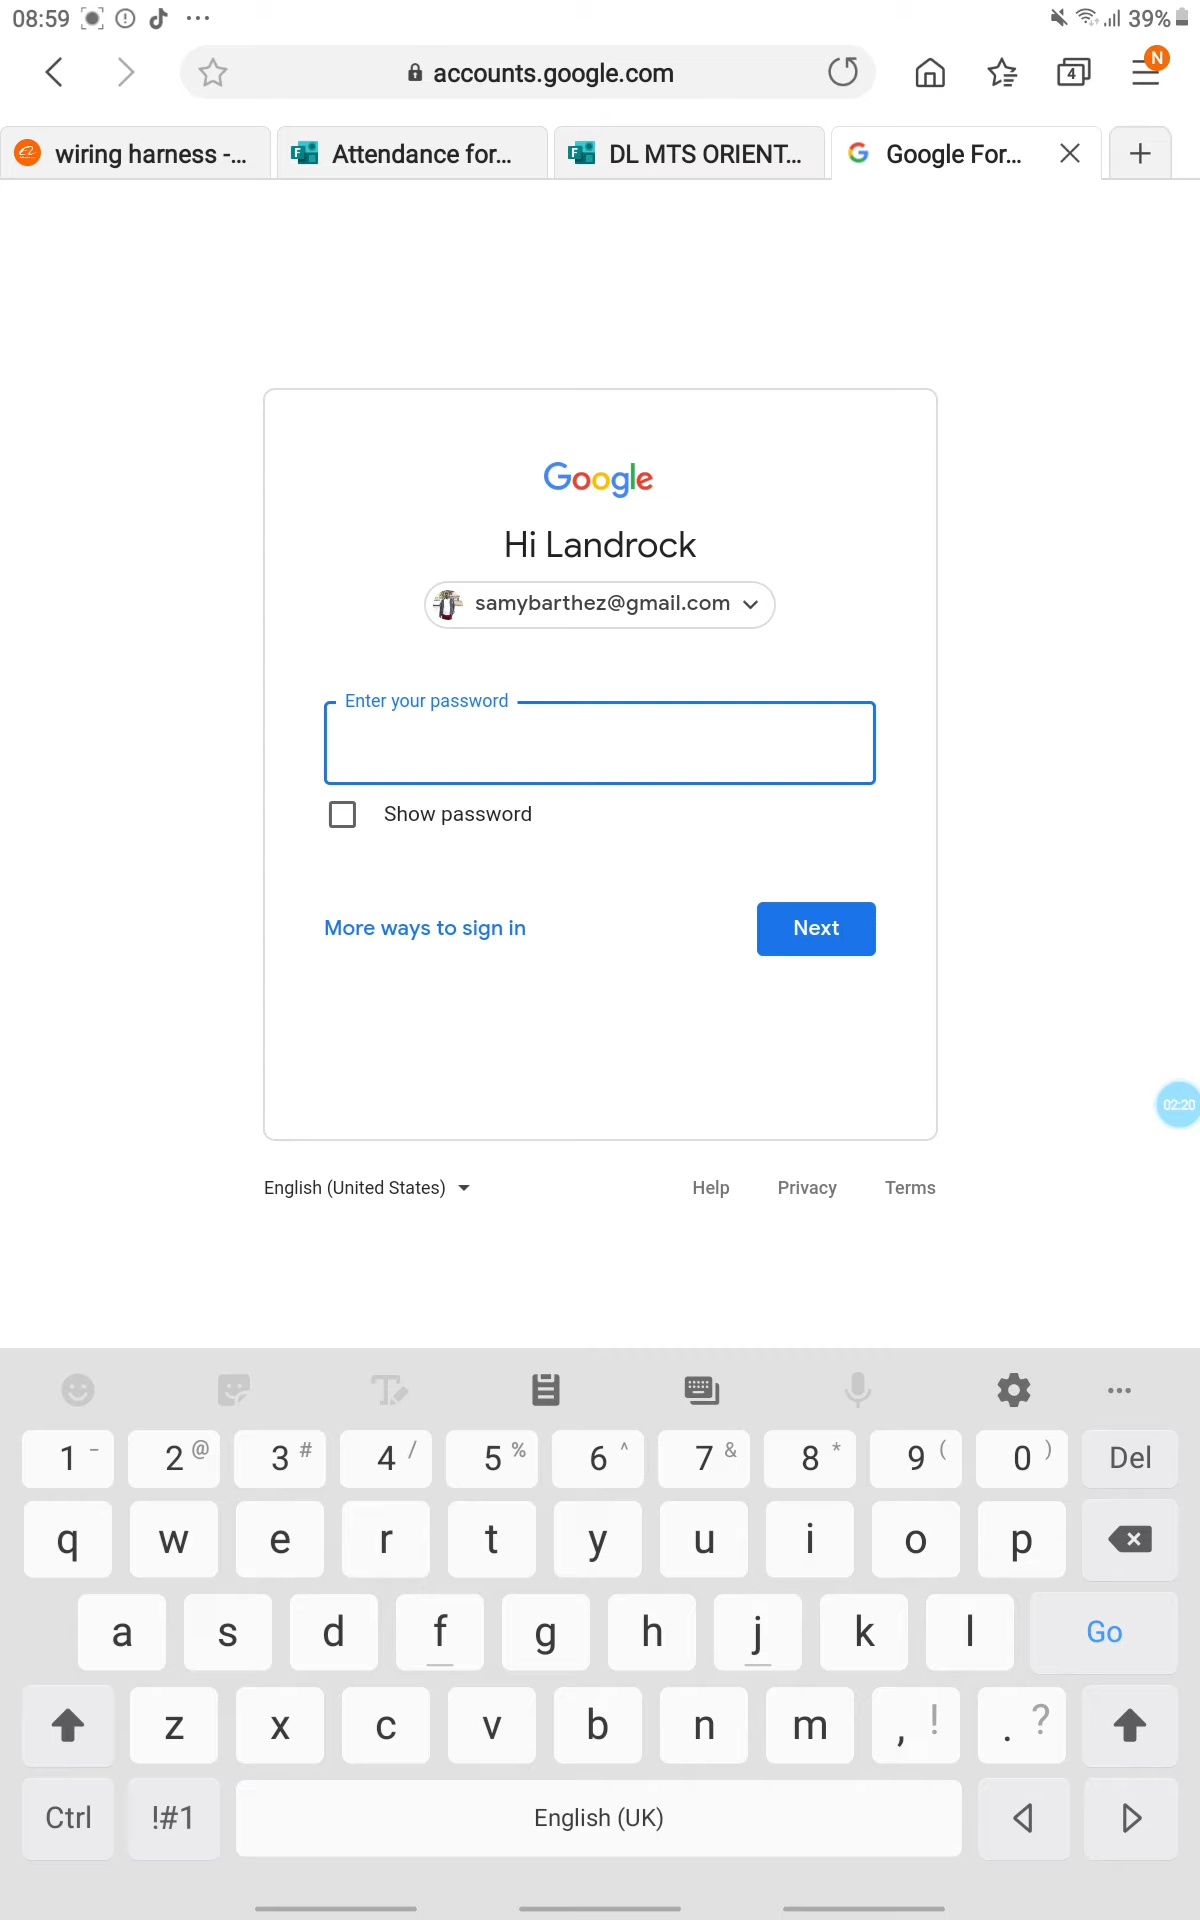 08:59 39%
accounts.google.com 4 N
wiring harness -... Attendance for... DL MTS ORIENT... Google For...
Google
Hi Landrock
samybarthez@gmail.com
Enter your password
Show password
More ways to sign in Next
02:20
English (United States) Help Privacy Terms
1 - 2 @ 3 # 4 / 5 % 6 ^ 7 & 8 * 9 ( 0 ) Del
q w e r t y u i o p
a s d f g h j k l Go
z x c v b n m , ! . ?
Ctrl !#1 English (UK)